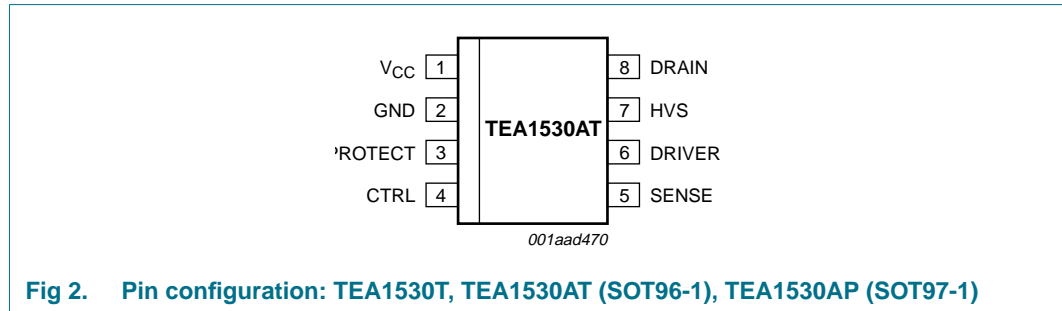 VCC 1 8 DRAIN
GND 2 7 HVS
TEA1530AT
PROTECT 3 6 DRIVER
CTRL 4 5 SENSE
001aad470
Fig 2. Pin configuration: TEA1530T, TEA1530AT (SOT96-1), TEA1530AP (SOT97-1)